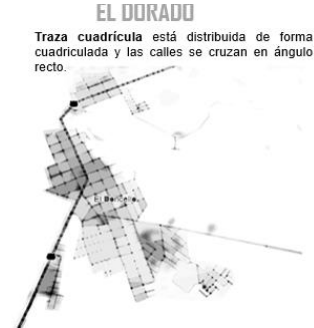 EL DORADO
Traza cuadrícula está distribuida de forma
cuadriculada y las calles se cruzan en ángulo
recto.